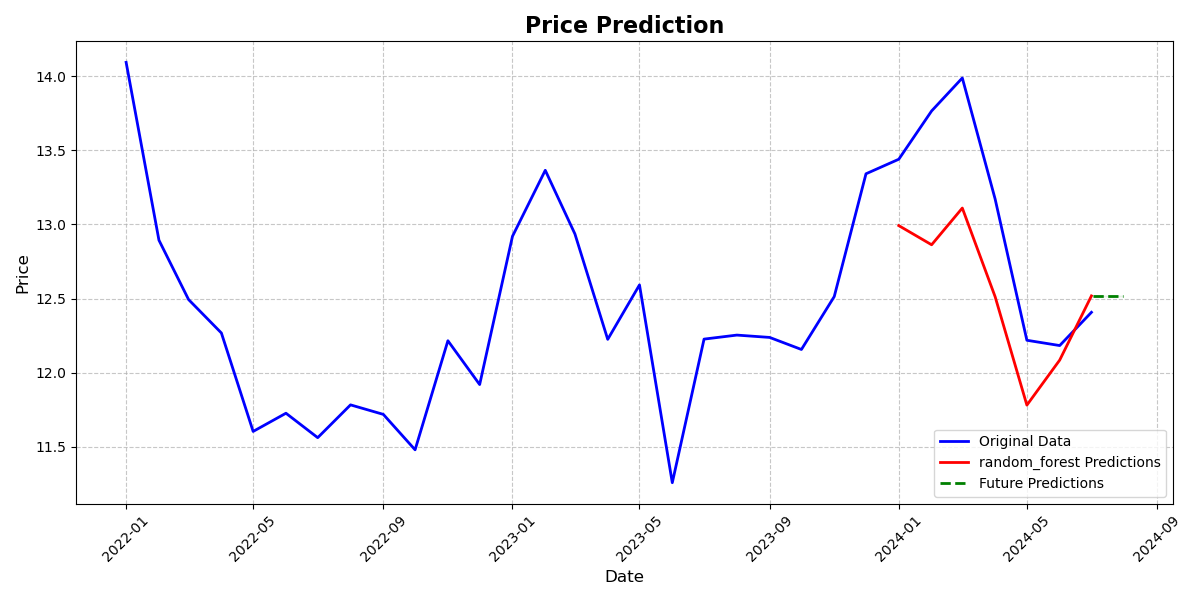 Price Prediction
Price
14.0
13.5
13.0
12.5
12.0
11.5
Original Data
random_forest Predictions
Future Predictions
2022-01
2022-05
2022-09
2023-01
2023-05
2023-09
2024-01
2024-05
2024-09
Date